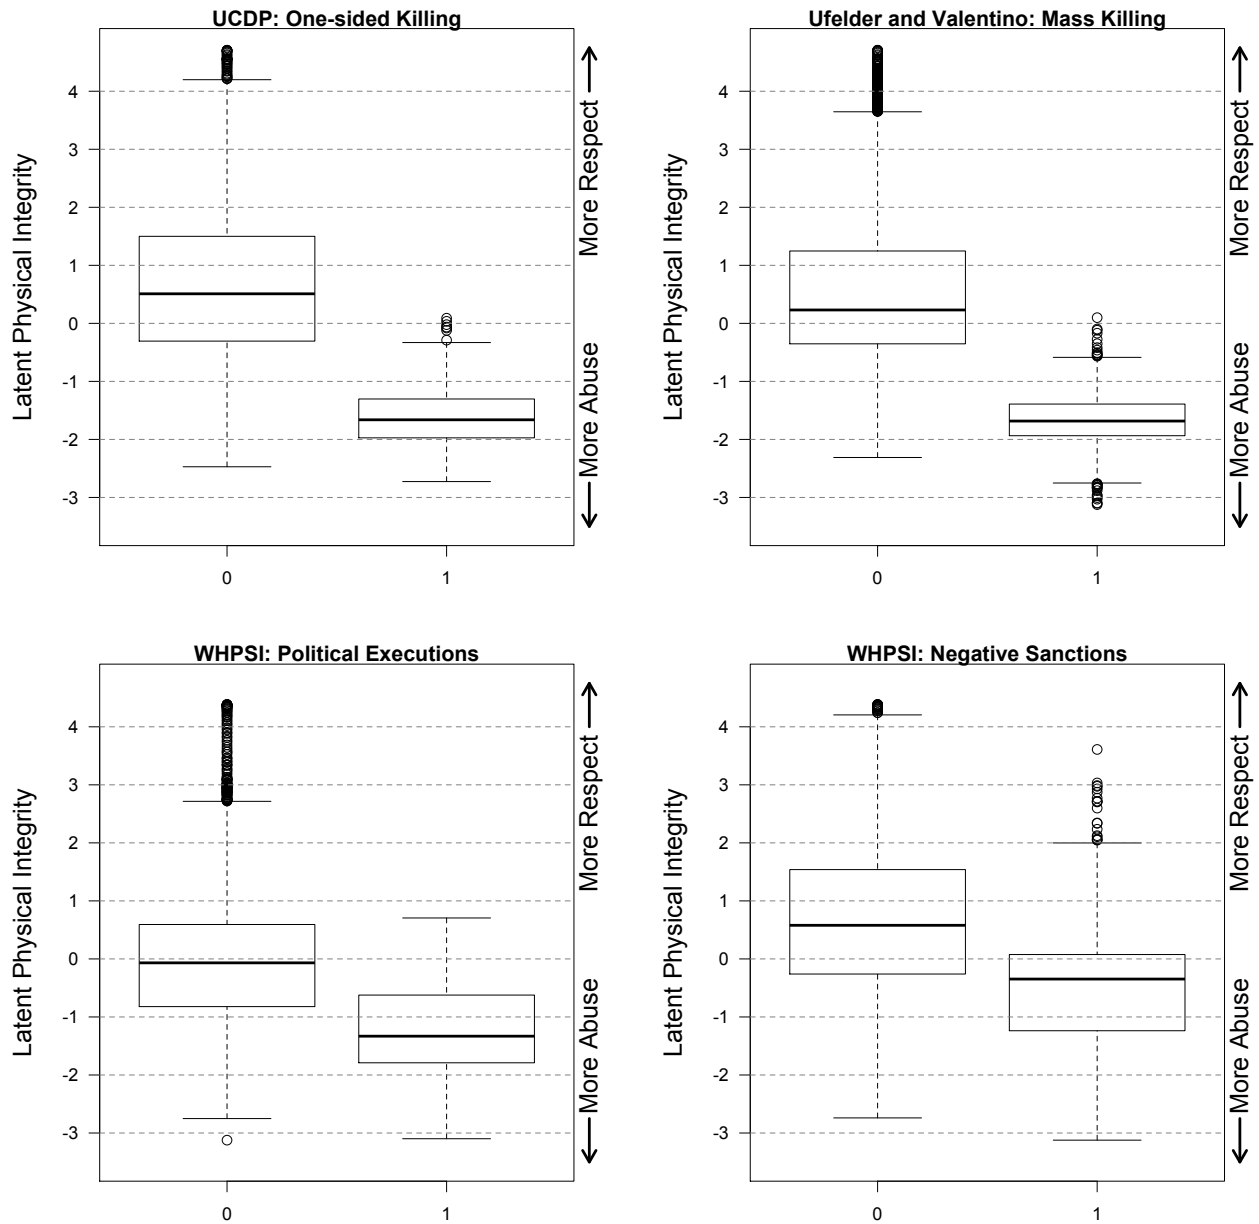 UCDP: One-sided Killing
Latent Physical Integrity
4
3
2
1
0
-1
-2
-3
0
1
More Abuse
More Respect
Ufelder and Valentino: Mass Killing
Latent Physical Integrity
4
3
2
1
0
-1
-2
-3
0
1
More Abuse
More Respect
WHPSI: Political Executions
Latent Physical Integrity
4
3
2
1
0
-1
-2
-3
0
1
More Abuse
More Respect
WHPSI: Negative Sanctions
Latent Physical Integrity
4
3
2
1
0
-1
-2
-3
0
1
More Abuse
More Respect